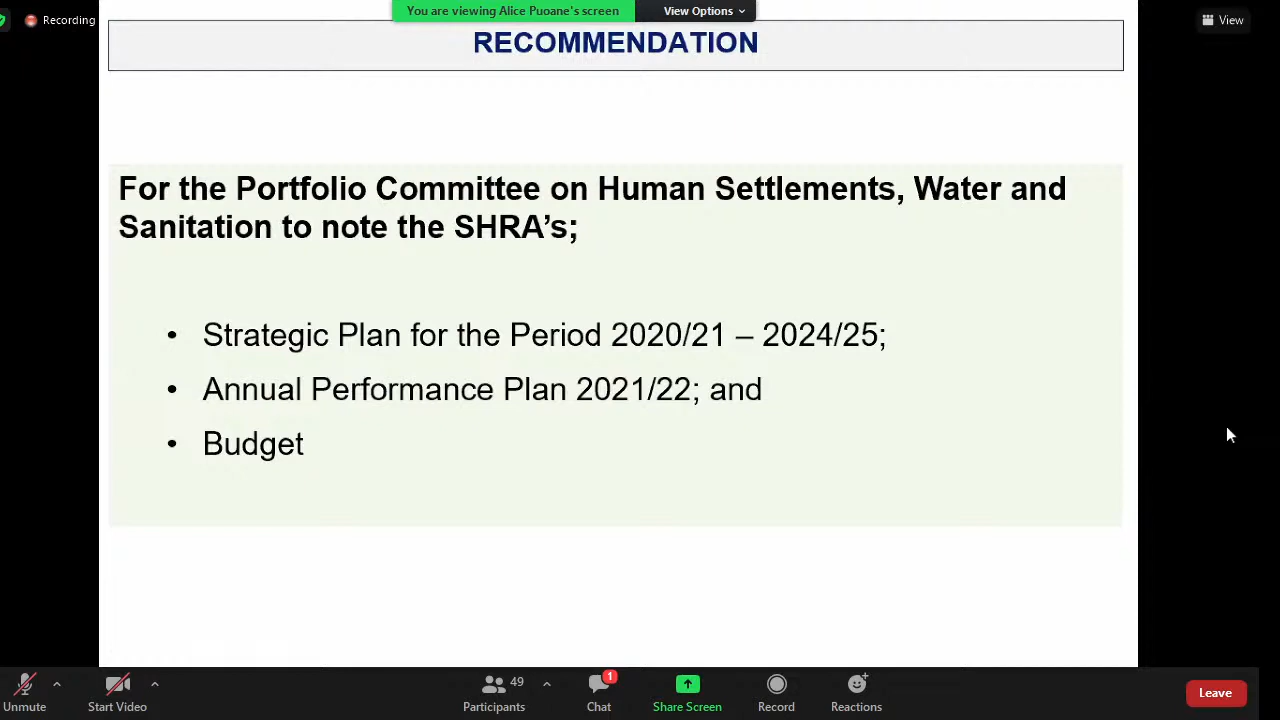 You are viewing Alice Puoane's screen
View Options
Recording
View
RECOMMENDATION
For the Portfolio Committee on Human Settlements, Water and
Sanitation to note the SHRA’s;
• Strategic Plan for the Period 2020/21 – 2024/25;
• Annual Performance Plan 2021/22; and
• Budget
49
1
Unmute
Start Video
Participants
Chat
Share Screen
Record
Reactions
Leave